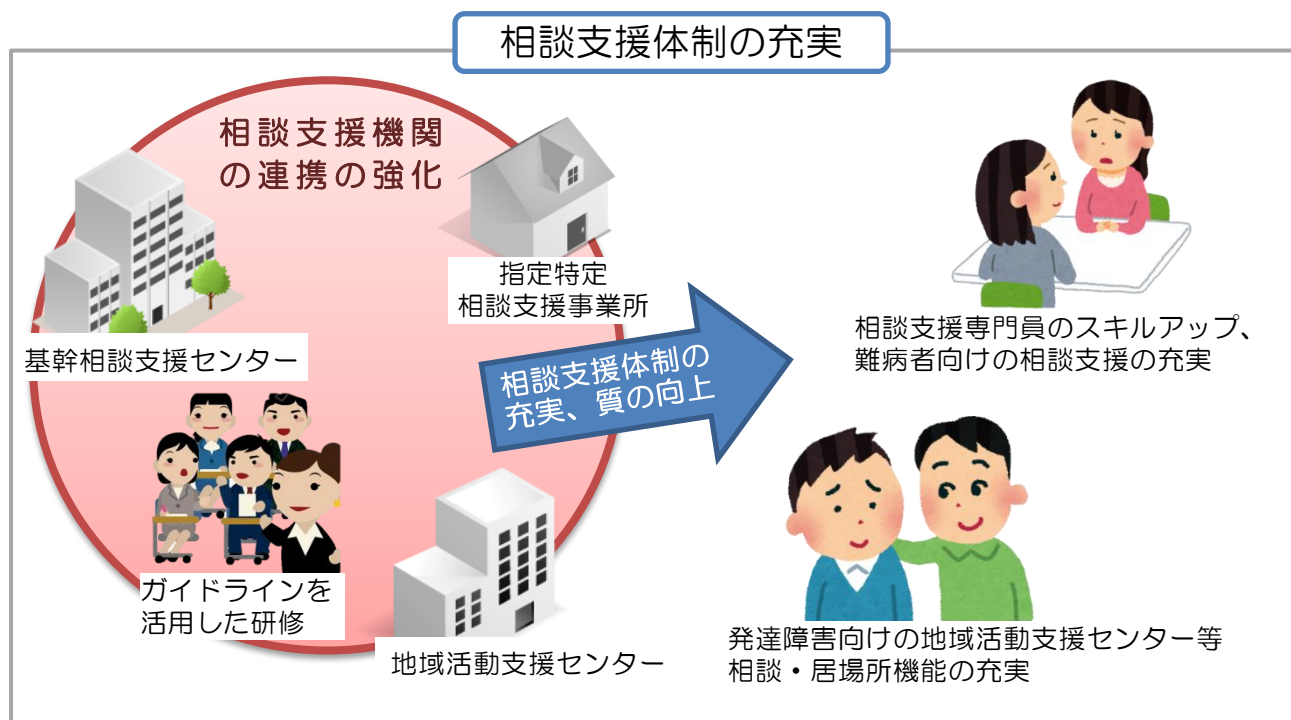 相談支援体制の充実
相談支援機関
の連携の強化
指定特定
相談支援事業所
基幹相談支援センター
相談支援体制の
充実、質の向上
ガイドラインを
活用した研修
地域活動支援センター
相談支援専門員のスキルアップ、
難病者向けの相談支援の充実
発達障害向けの地域活動支援センター等
相談・居場所機能の充実